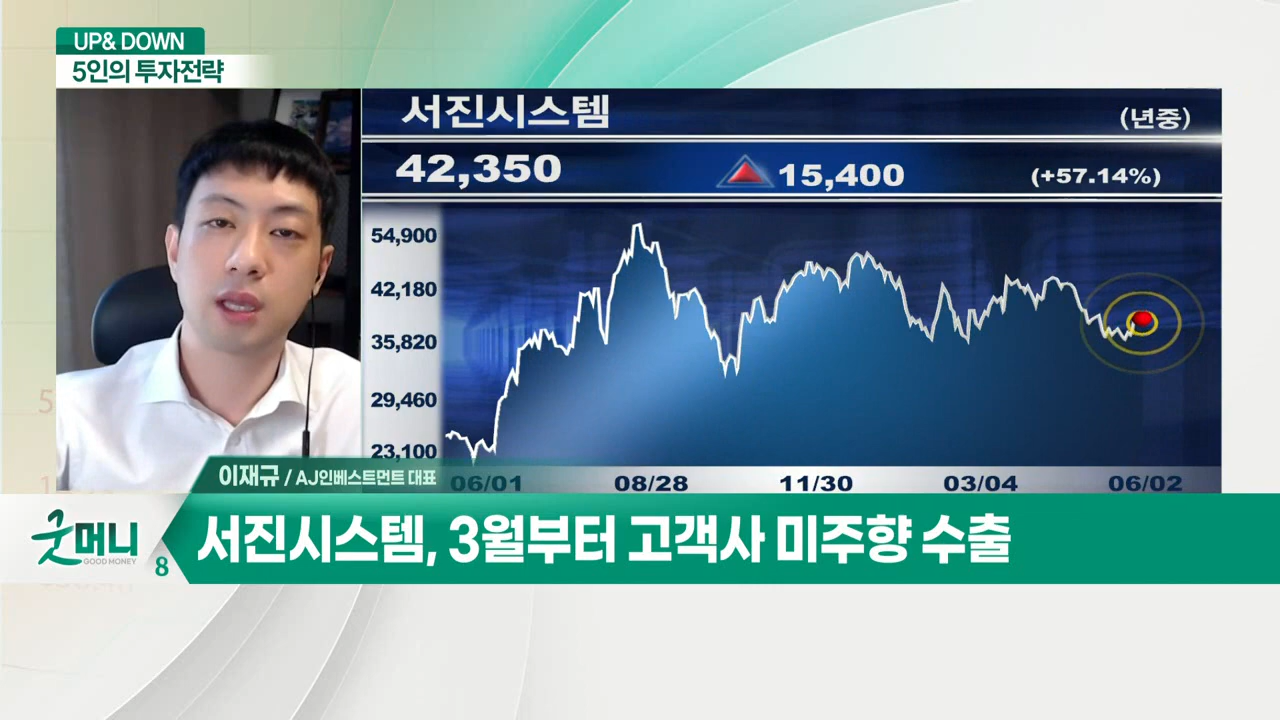 UP& DOWN
5인의 투자전략
서진시스템
(년중)
42,350
15,400
(+57.14%)
54,900
42,180
35,820
29,460
23,100
06/01
08/28
11/30
03/04
06/02
이재규 / AJ인베스트먼트 대표
굿머니
GOOD MONEY
8
서진시스템, 3월부터 고객사 미주향 수출